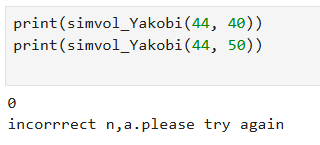 print(simvol_Yakobi(44, 40))
print(simvol_Yakobi(44, 50))
0
incorrrect n,a.please try again